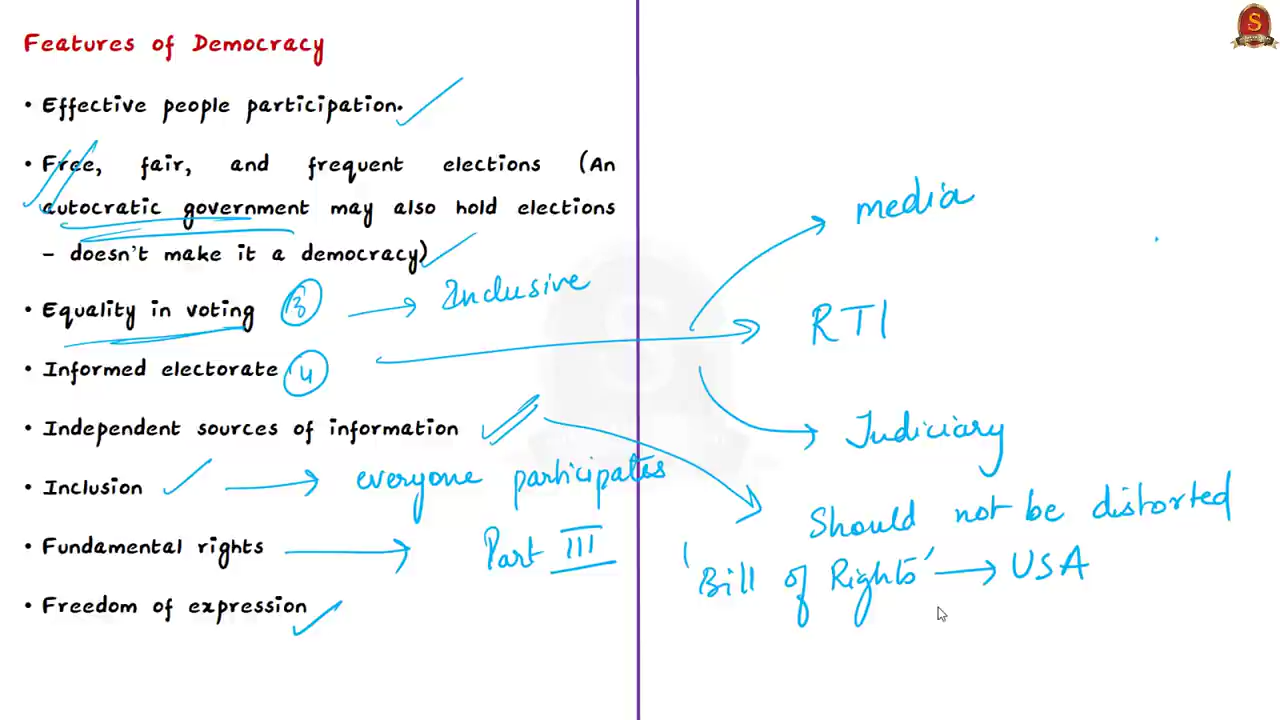 Features of Democracy
• Effective people participation.
• Free, fair, and frequent elections (An
autocratic government may also hold elections
- doesn't make it a democracy)
• Equality in voting 3 → Inclusive
• Informed electorate 4
• Independent sources of information
• Inclusion → everyone participates
• Fundamental rights → Part III
• Freedom of expression
media
RTI
Judiciary
Should not be distorted
'Bill of Rights' → USA
S